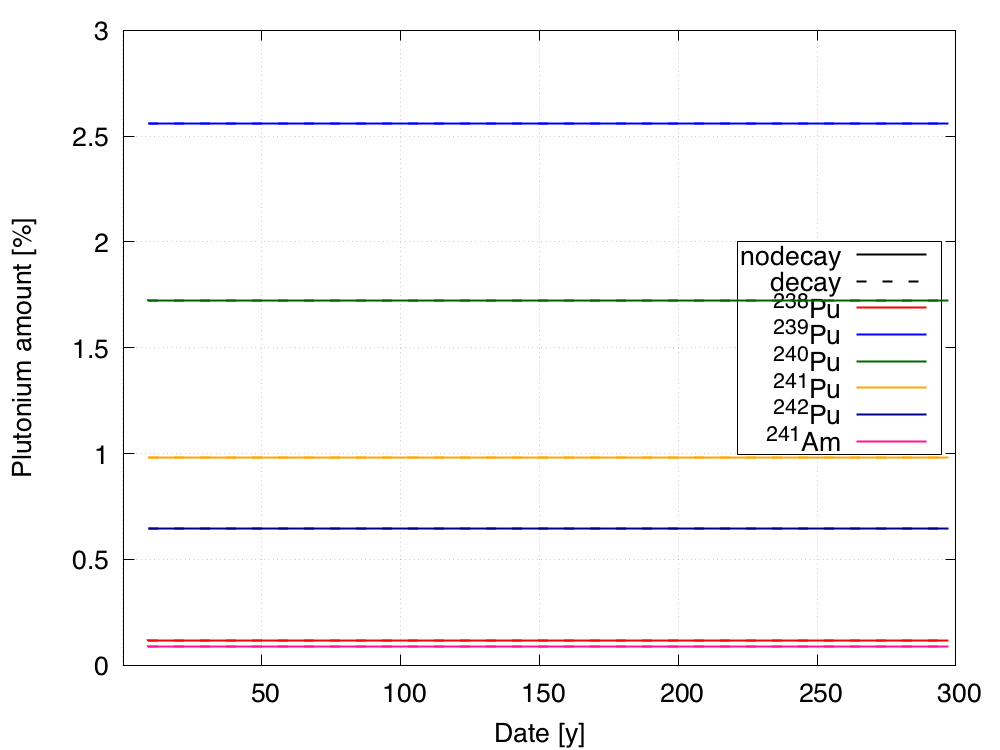 3
2.5
2
1.5
1
0.5
0
Plutonium amount [%]
nodecay
decay
²³⁸Pu
²³⁹Pu
²⁴⁰Pu
²⁴¹Pu
²⁴²Pu
²⁴¹Am
50 100 150 200 250 300
Date [y]